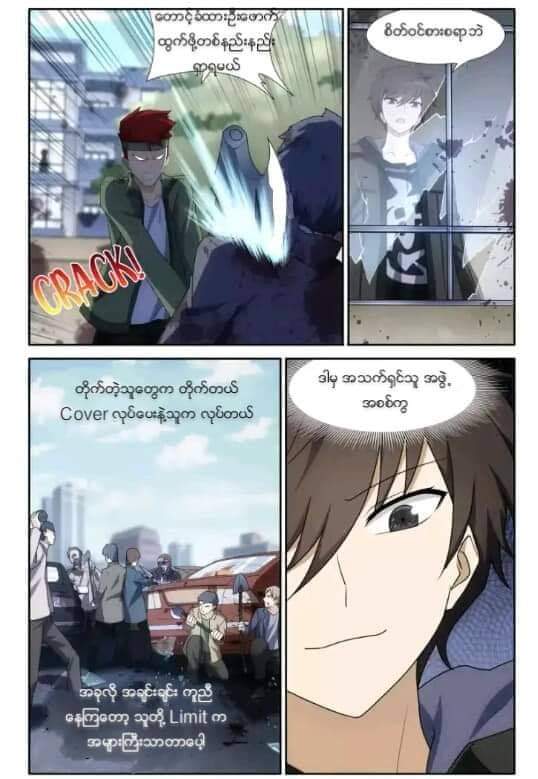 တောင့်ခံထားဦးဖောက်
ထွက်ဖို့တစ်နည်းနည်း
ရှာရမယ်
စိတ်ဝင်စားစရာဘဲ
CRACK!
တိုက်တဲ့သူတွေက တိုက်တယ်
Cover လုပ်ပေးနဲ့သူက လုပ်တယ်
ဒါမှ အသက်ရှင်သူ အဖွဲ့
အစစ်ကွ
အခုလို အချင်းချင်း ကူညီ
နေကြတော့ သူတို့ Limit က
အများကြီးသာတာပေါ့